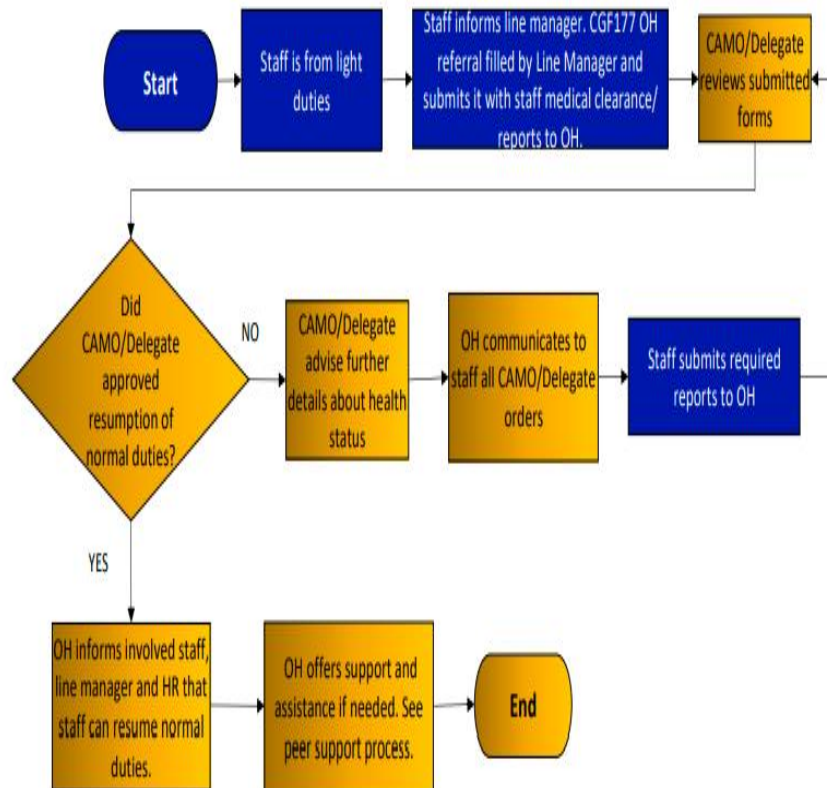 Start
Staff is from light
duties
Staff informs line manager. CGF177 OH
referral filled by Line Manager and
submits it with staff medical clearance/
reports to OH.
CAMO/Delegate
reviews submitted
forms
Did
CAMO/Delegate
approved
resumption of
normal duties?
NO
CAMO/Delegate
advise further
details about health
status
OH communicates to
staff all CAMO/Delegate
orders
Staff submits required
reports to OH
YES
OH informs involved staff,
line manager and HR that
staff can resume normal
duties.
OH offers support and
assistance if needed. See
peer support process.
End